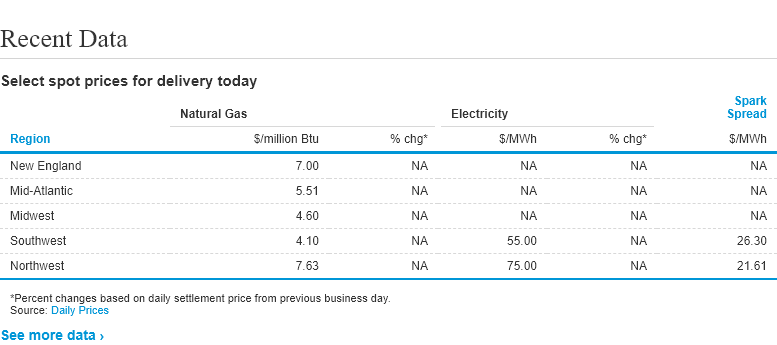 Recent Data
Select spot prices for delivery today
Natural Gas Electricity Spark Spread
Region $/million Btu % chg* $/MWh % chg* $/MWh
New England 7.00 NA NA NA NA
Mid-Atlantic 5.51 NA NA NA NA
Midwest 4.60 NA NA NA NA
Southwest 4.10 NA 55.00 NA 26.30
Northwest 7.63 NA 75.00 NA 21.61
*Percent changes based on daily settlement price from previous business day.
Source: Daily Prices
See more data ›